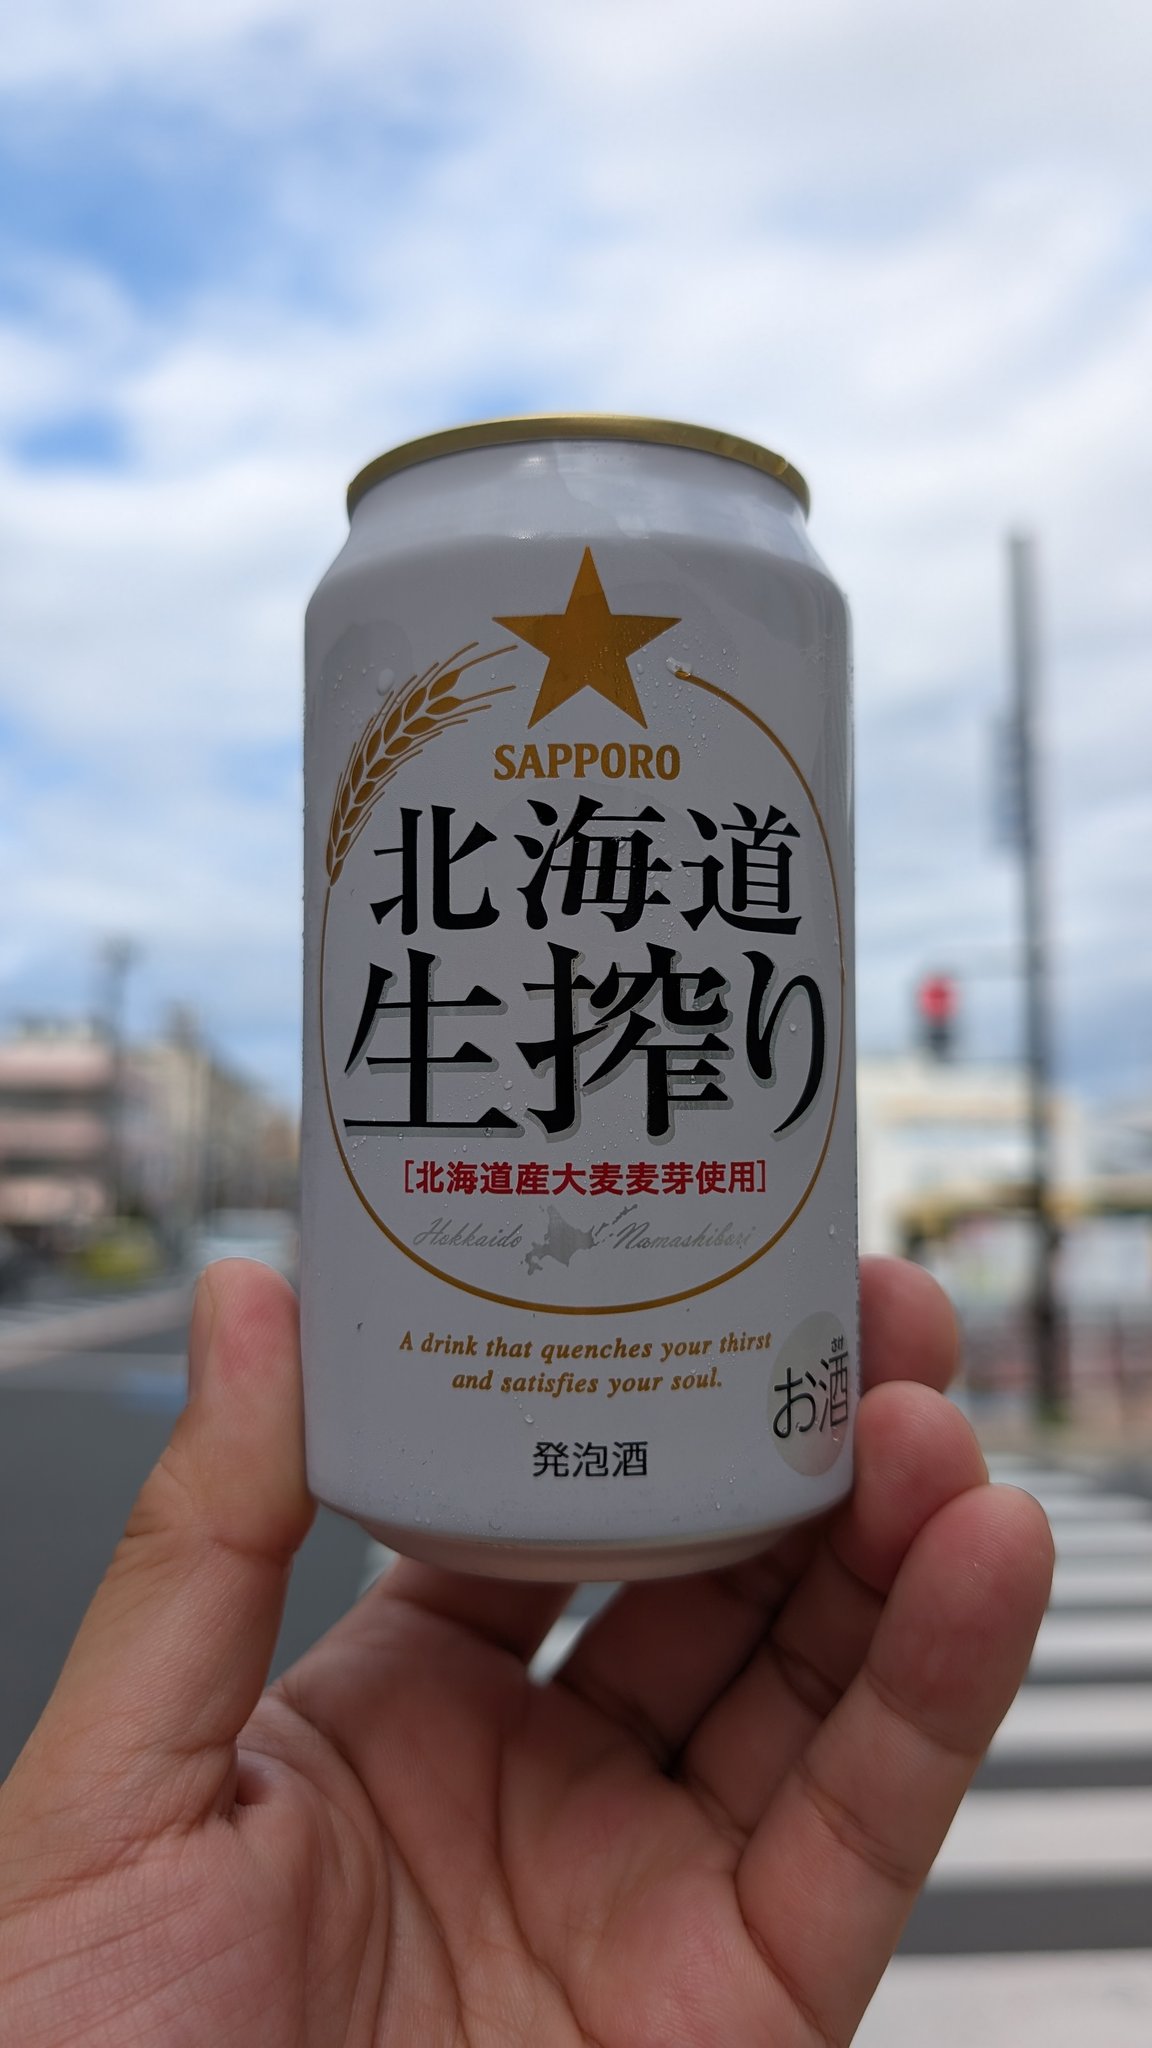 SAPPORO
北海道
生搾り
[北海道産大麦麦芽使用]
Hokkaido Namashibori
A drink that quenches your thirst
and satisfies your soul.
さけ
お酒
発泡酒